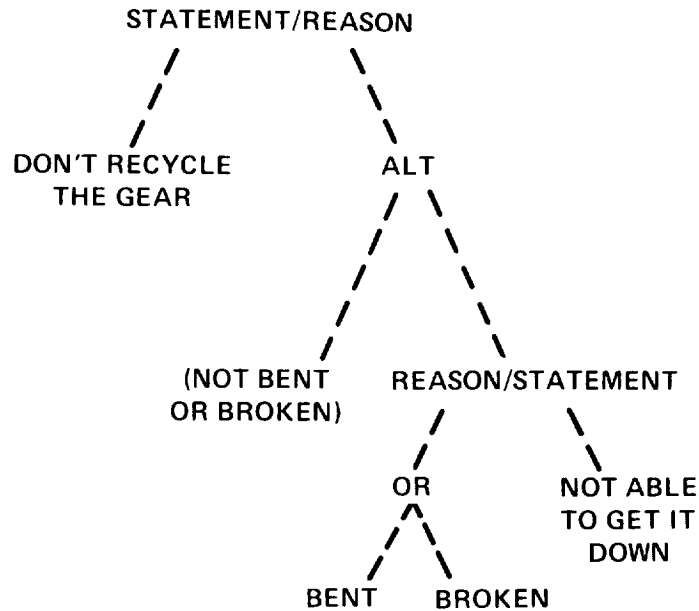 STATEMENT/REASON
DON'T RECYCLE
THE GEAR
ALT
(NOT BENT
OR BROKEN)
REASON/STATEMENT
OR
NOT ABLE
TO GET IT
DOWN
BENT
BROKEN